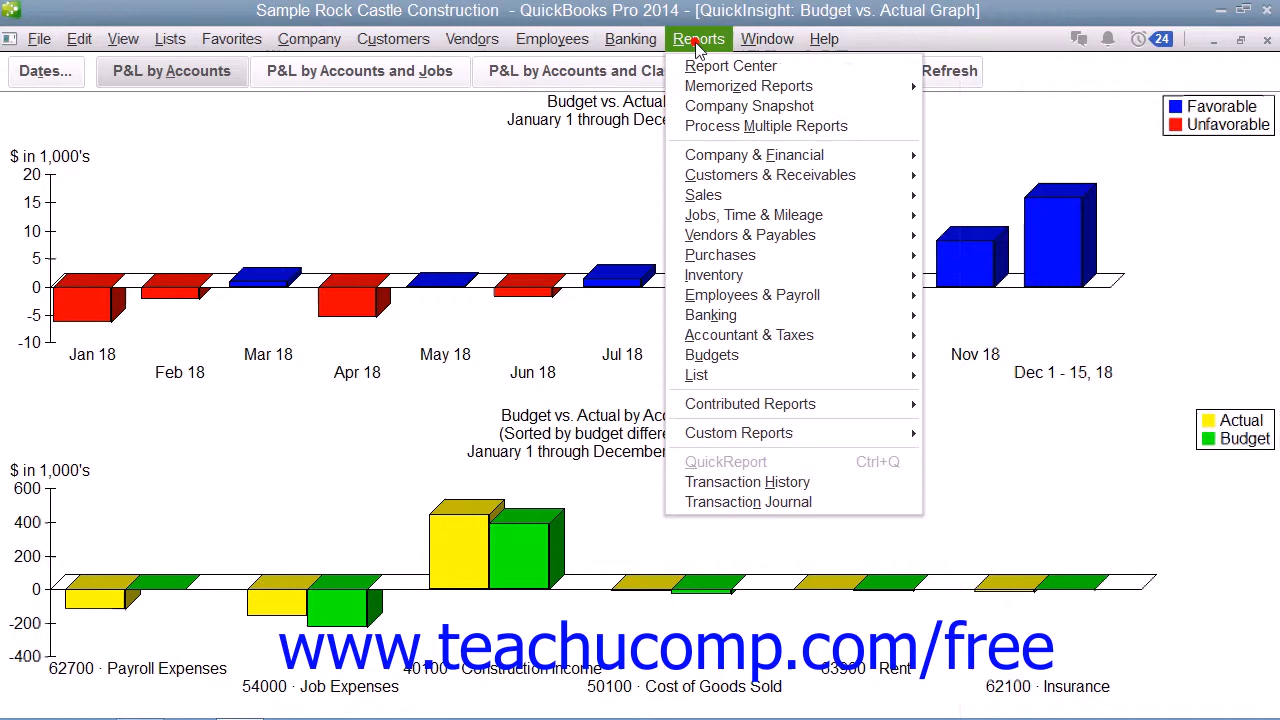 Sample Rock Castle Construction - QuickBooks Pro 2014 - [QuickInsight: Budget vs. Actual Graph]
File Edit View Lists Favorites Company Customers Vendors Employees Banking Reports Window Help 24
Dates... P&L by Accounts P&L by Accounts and Jobs P&L by Accounts and Cla Refresh
Report Center
Memorized Reports
Company Snapshot
Process Multiple Reports
Company & Financial
Customers & Receivables
Sales
Jobs, Time & Mileage
Vendors & Payables
Purchases
Inventory
Employees & Payroll
Banking
Accountant & Taxes
Budgets
List
Contributed Reports
Custom Reports
QuickReport Ctrl+Q
Transaction History
Transaction Journal
Budget vs. Actua
January 1 through Dece
Favorable
Unfavorable
$ in 1,000's
20
15
10
5
0
-5
-10
Jan 18 Mar 18 May 18 Jul 18 Nov 18
Feb 18 Apr 18 Jun 18 Dec 1 - 15, 18
Budget vs. Actual by Acco
(Sorted by budget differe
January 1 through December
Actual
Budget
$ in 1,000's
600
400
200
0
-200
-400
www.teachucomp.com/free
62700 · Payroll Expenses 40100 · Construction Income 63900 · Rent
54000 · Job Expenses 50100 · Cost of Goods Sold 62100 · Insurance